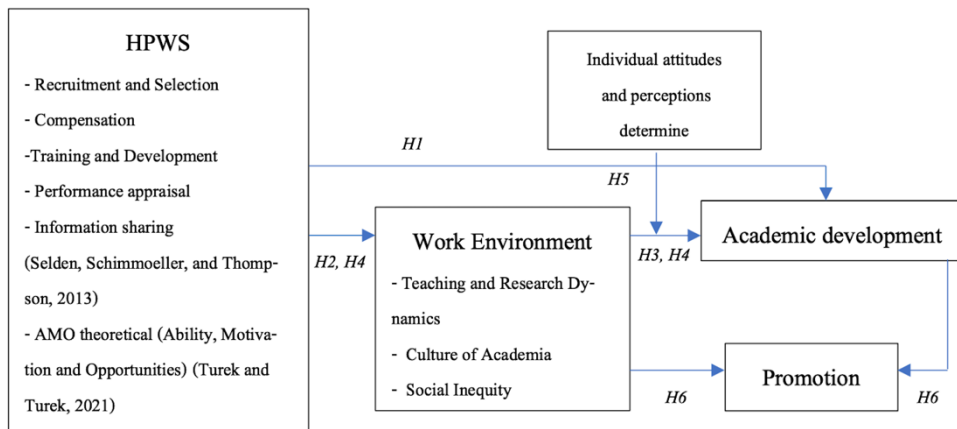 HPWS
- Recruitment and Selection
- Compensation
-Training and Development
- Performance appraisal
- Information sharing
(Selden, Schimmoeller, and Thomp-
son, 2013)
- AMO theoretical (Ability, Motiva-
tion and Opportunities) (Turek and
Turek, 2021)
Individual attitudes
and perceptions
determine
H1
H5
H2, H4
Work Environment
- Teaching and Research Dy-
namics
- Culture of Academia
- Social Inequity
H3, H4
Academic development
H6
Promotion
H6